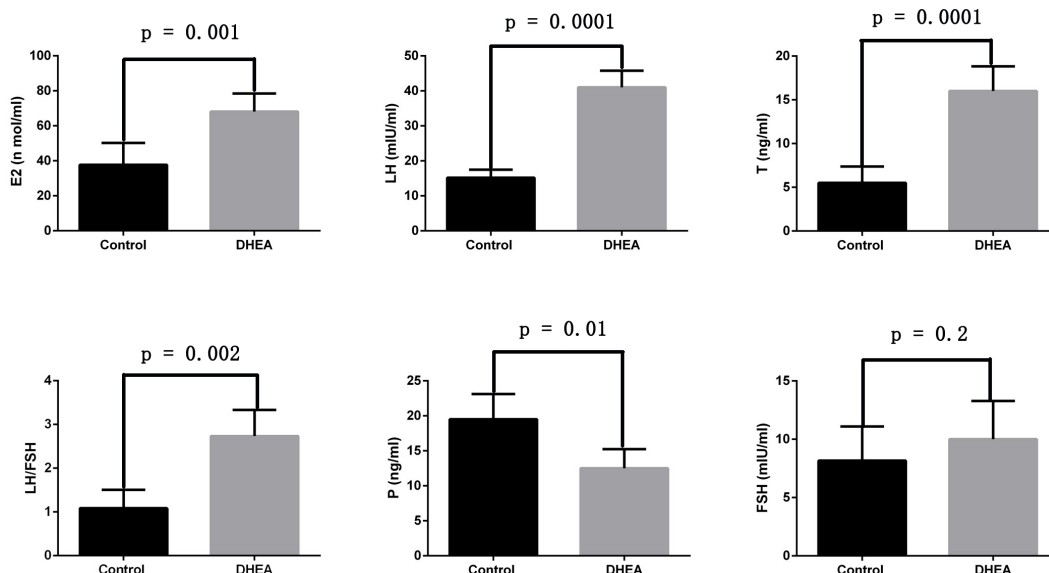 p = 0.001
100
80
60
40
20
0
E2 (n mol/ml)
Control
DHEA
p = 0.0001
50
40
30
20
10
0
LH (mIU/ml)
Control
DHEA
p = 0.0001
20
15
10
5
0
T (ng/ml)
Control
DHEA
p = 0.002
4
3
2
1
0
LH/FSH
Control
DHEA
p = 0.01
25
20
15
10
5
0
P (ng/ml)
Control
DHEA
p = 0.2
15
10
5
0
FSH (mIU/ml)
Control
DHEA